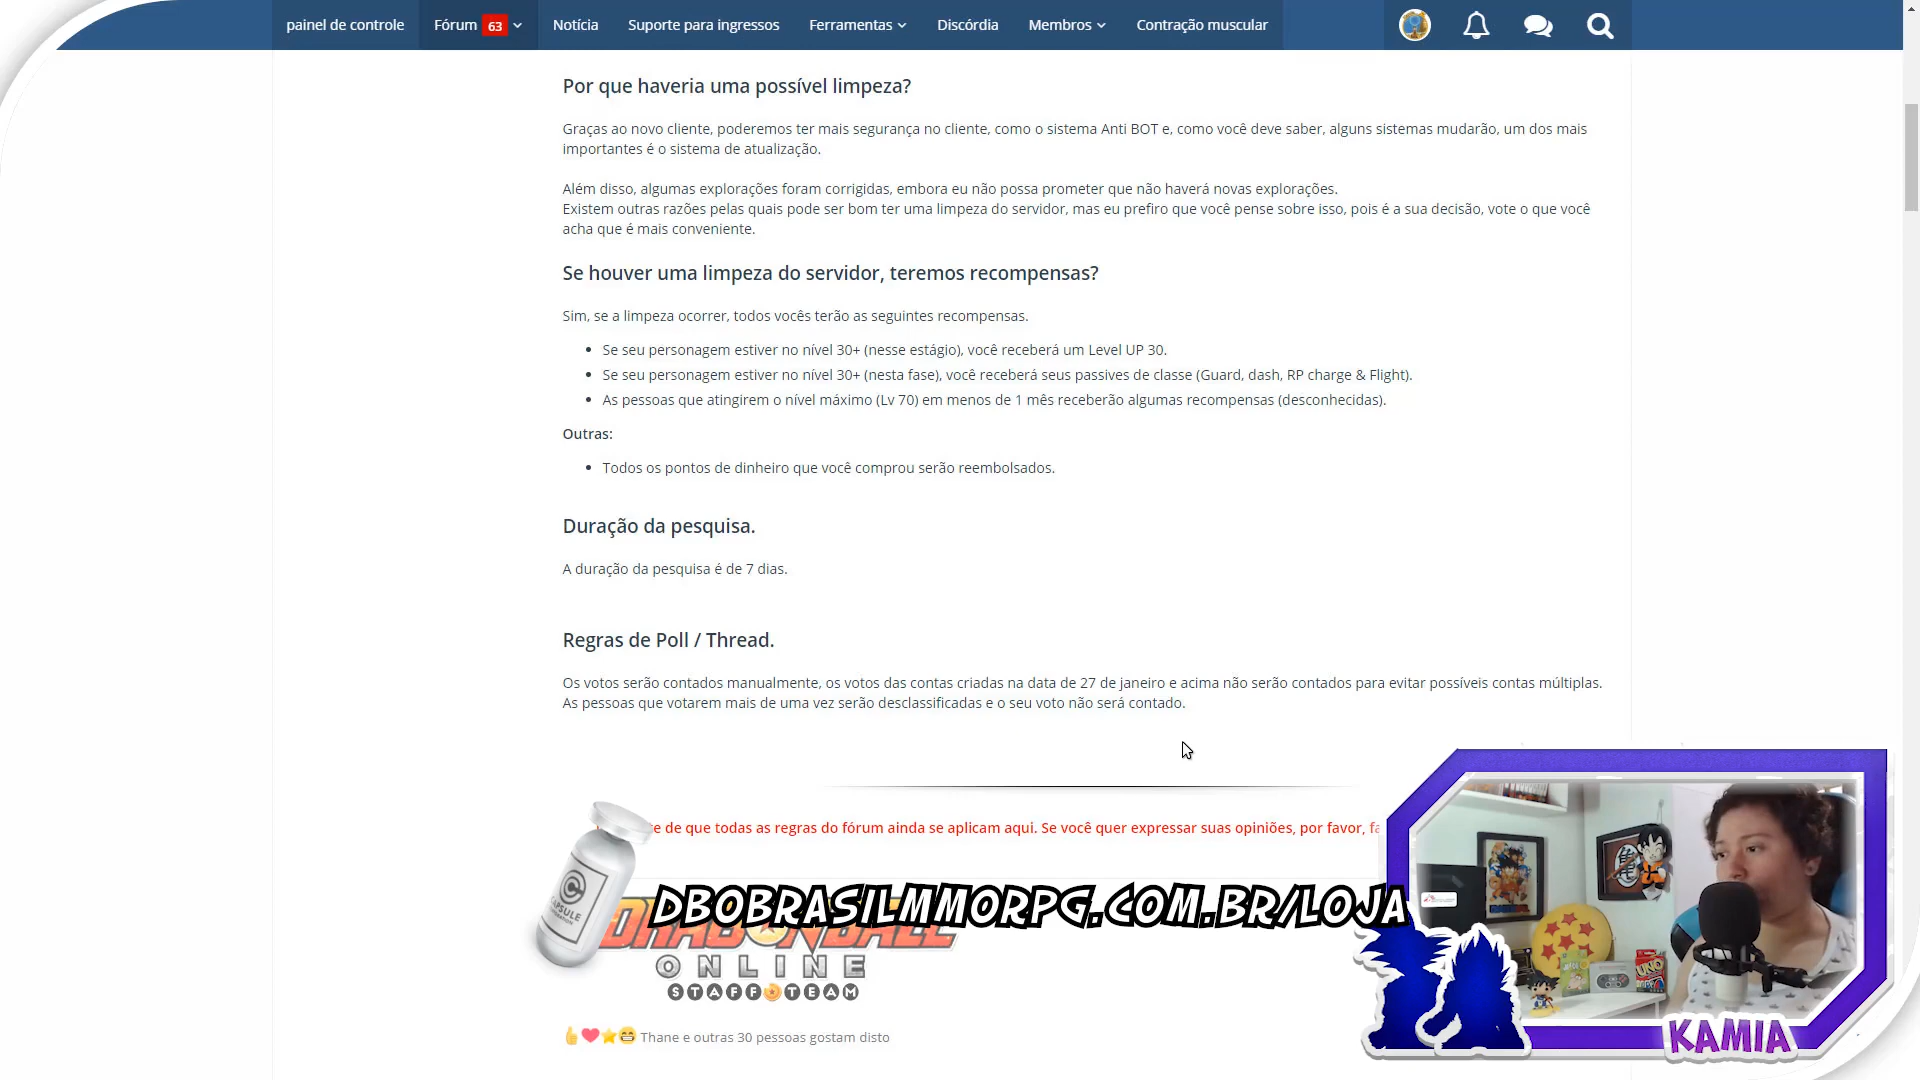 painel de controle
Fórum 63
Notícia
Suporte para ingressos
Ferramentas
Discórdia
Membros
Contração muscular
Por que haveria uma possível limpeza?
Graças ao novo cliente, poderemos ter mais segurança no cliente, como o sistema Anti BOT e, como você deve saber, alguns sistemas mudarão, um dos mais
importantes é o sistema de atualização.
Além disso, algumas explorações foram corrigidas, embora eu não possa prometer que não haverá novas explorações.
Existem outras razões pelas quais pode ser bom ter uma limpeza do servidor, mas eu prefiro que você pense sobre isso, pois é a sua decisão, vote o que você
acha que é mais conveniente.
Se houver uma limpeza do servidor, teremos recompensas?
Sim, se a limpeza ocorrer, todos vocês terão as seguintes recompensas.
Se seu personagem estiver no nível 30+ (nesse estágio), você receberá um Level UP 30.
Se seu personagem estiver no nível 30+ (nesta fase), você receberá seus passives de classe (Guard, dash, RP charge & Flight).
As pessoas que atingirem o nível máximo (Lv 70) em menos de 1 mês receberão algumas recompensas (desconhecidas).
Outras:
Todos os pontos de dinheiro que você comprou serão reembolsados.
Duração da pesquisa.
A duração da pesquisa é de 7 dias.
Regras de Poll / Thread.
Os votos serão contados manualmente, os votos das contas criadas na data de 27 de janeiro e acima não serão contados para evitar possíveis contas múltiplas.
As pessoas que votarem mais de uma vez serão desclassificadas e o seu voto não será contado.
de que todas as regras do fórum ainda se aplicam aqui. Se você quer expressar suas opiniões, por favor,
DBOBRASILMMORPG.COM.BR/LOJA
CAPSULE
DRAGONBALL
ONLINE
STAFF TEAM
Thane e outras 30 pessoas gostam disto
UNO
KAMIA